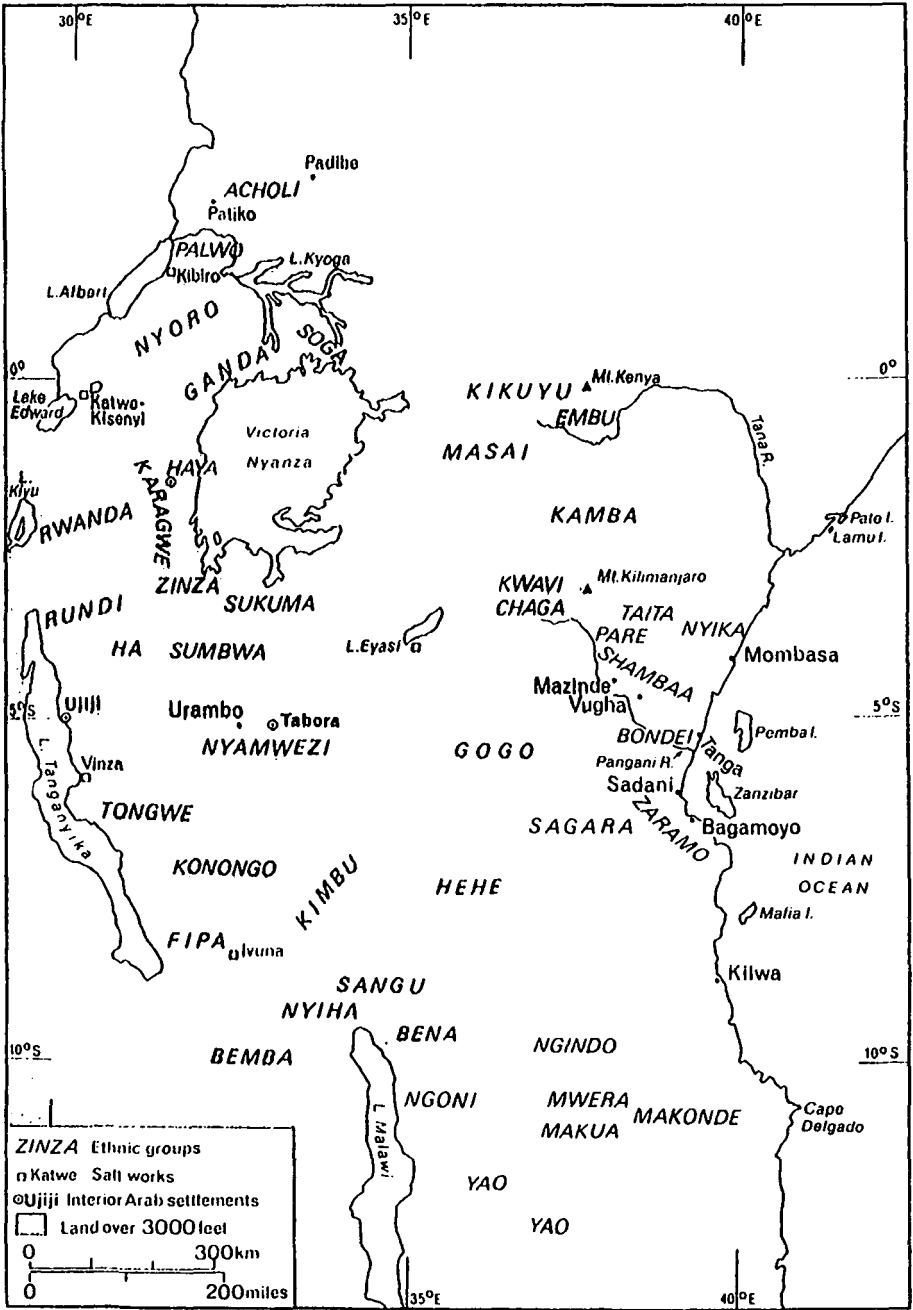 30°E 35°E 40°E
Padibe
ACHOLI
Patiko
PALWO
L.Kyoga
Kibiro
L.Albert
NYORO
SOGA
GANDA
0° 0°
Lake Edward
Katwe-
Kisenyi
KIKUYU
Mt.Kenya
EMBU
Victoria
Nyanza
MASAI
Tana R.
HAYA
KARAGWE
L.
Kivu
RWANDA
KAMBA
Pate I.
Lamu I.
ZINZA
KWAVI
Mt.Kilimanjaro
CHAGA
RUNDI
SUKUMA
TAITA
NYIKA
HA SUMBWA
L.Eyasi
PARE
Mombasa
SHAMBAA
Mazinde
Vugha
5°S 5°S
Ujiji
Urambo
Tabora
NYAMWEZI
GOGO
BONDEI
Tanga
Pemba I.
Pangani R.
Vinza
L. Tanganyika
Sadani
Zanzibar
TONGWE
SAGARA
ZARAMO
Bagamoyo
KONONGO
KIMBU
HEHE
INDIAN
OCEAN
Mafia I.
FIPA
Ivuna
Kilwa
SANGU
NYIHA
BENA
BEMBA
NGINDO
10°S 10°S
NGONI
MWERA
MAKONDE
MAKUA
Cape
Delgado
L. Malawi
YAO
YAO
ZINZA Ethnic groups
Katwe Salt works
Ujiji Interior Arab settlements
Land over 3000 feet
0 300km
0 200miles
35°E 40°E